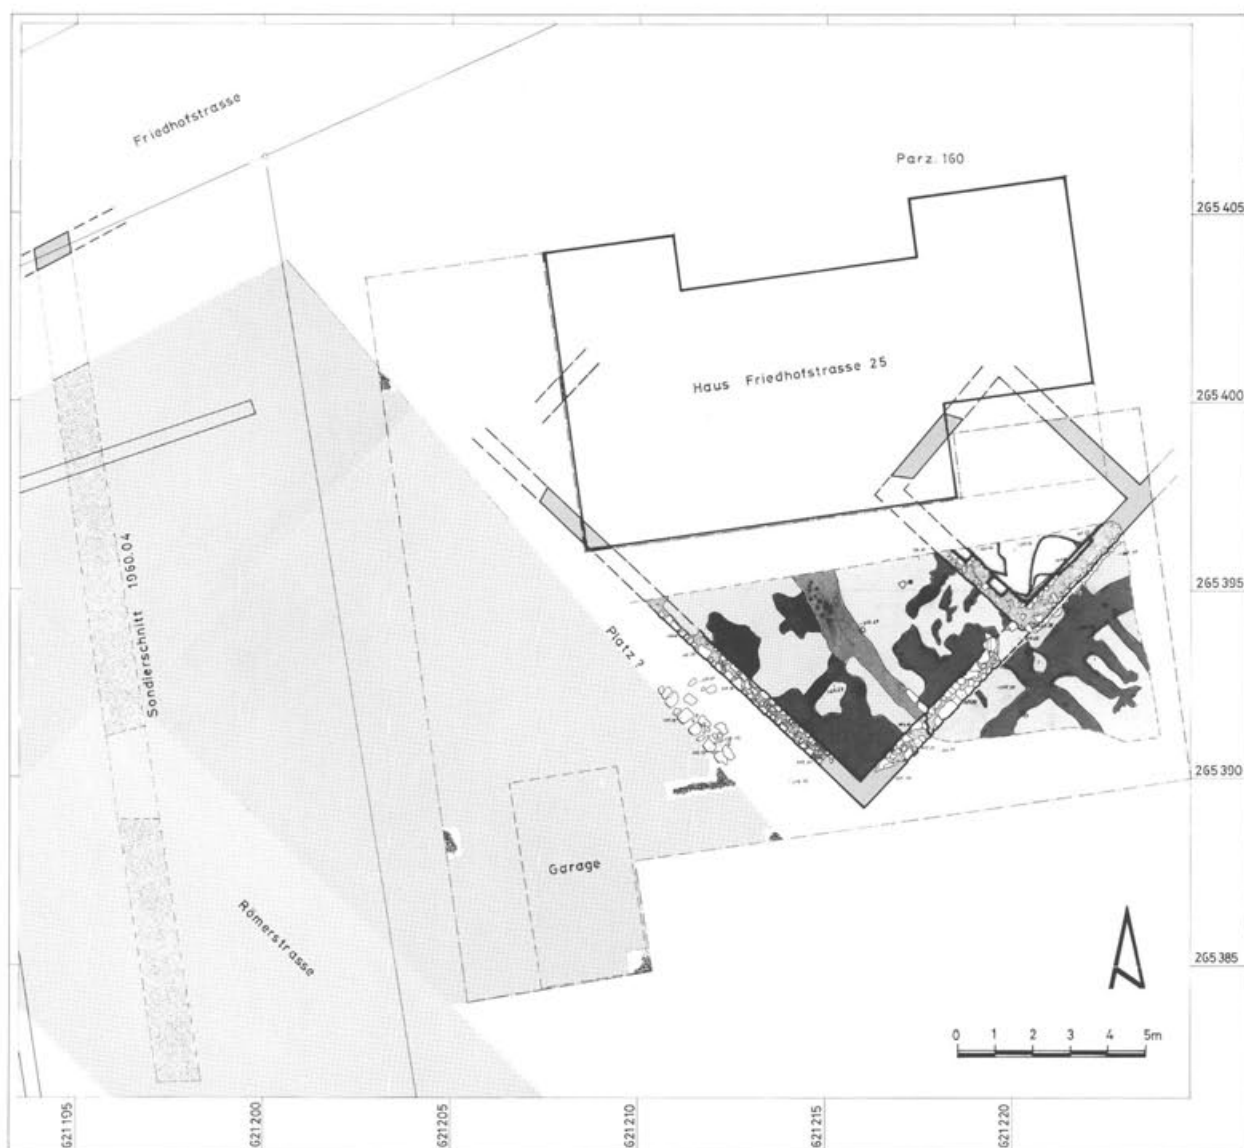 Friedhofstrasse
Parz. 160
265 405
Haus Friedhofstrasse 25
265 400
Sondierschnitt 1960.04
265 395
Platz ?
265 390
Garage
Römerstrasse
265 385
0 1 2 3 4 5m
621 195
621 200
621 205
621 210
621 215
621 220